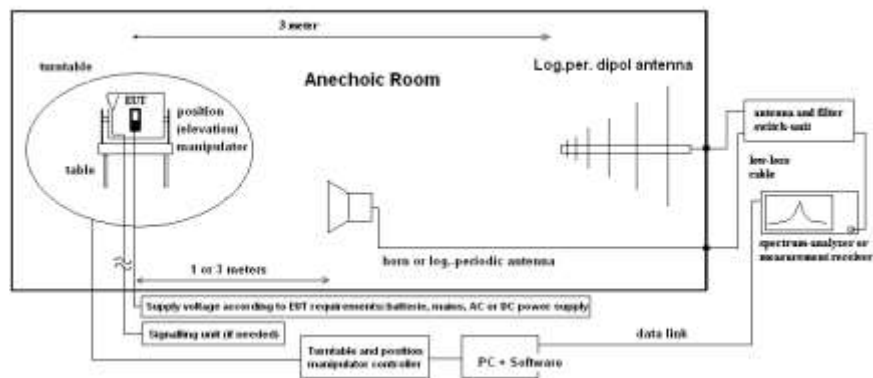 3 meter
turntable
Anechoic Room
Log.per. dipol antenna
EUT
position
(elevation)
manipulator
table
antenna and filter
switch-unit
low-loss
cable
spectrum-analyzer or
measurement receiver
horn or log.-periodic antenna
1 or 3 meters
Supply voltage according to EUT requirements: batterie, mains, AC or DC power supply
Signalling unit (if needed)
data link
Turntable and position
manipulator controller
PC + Software